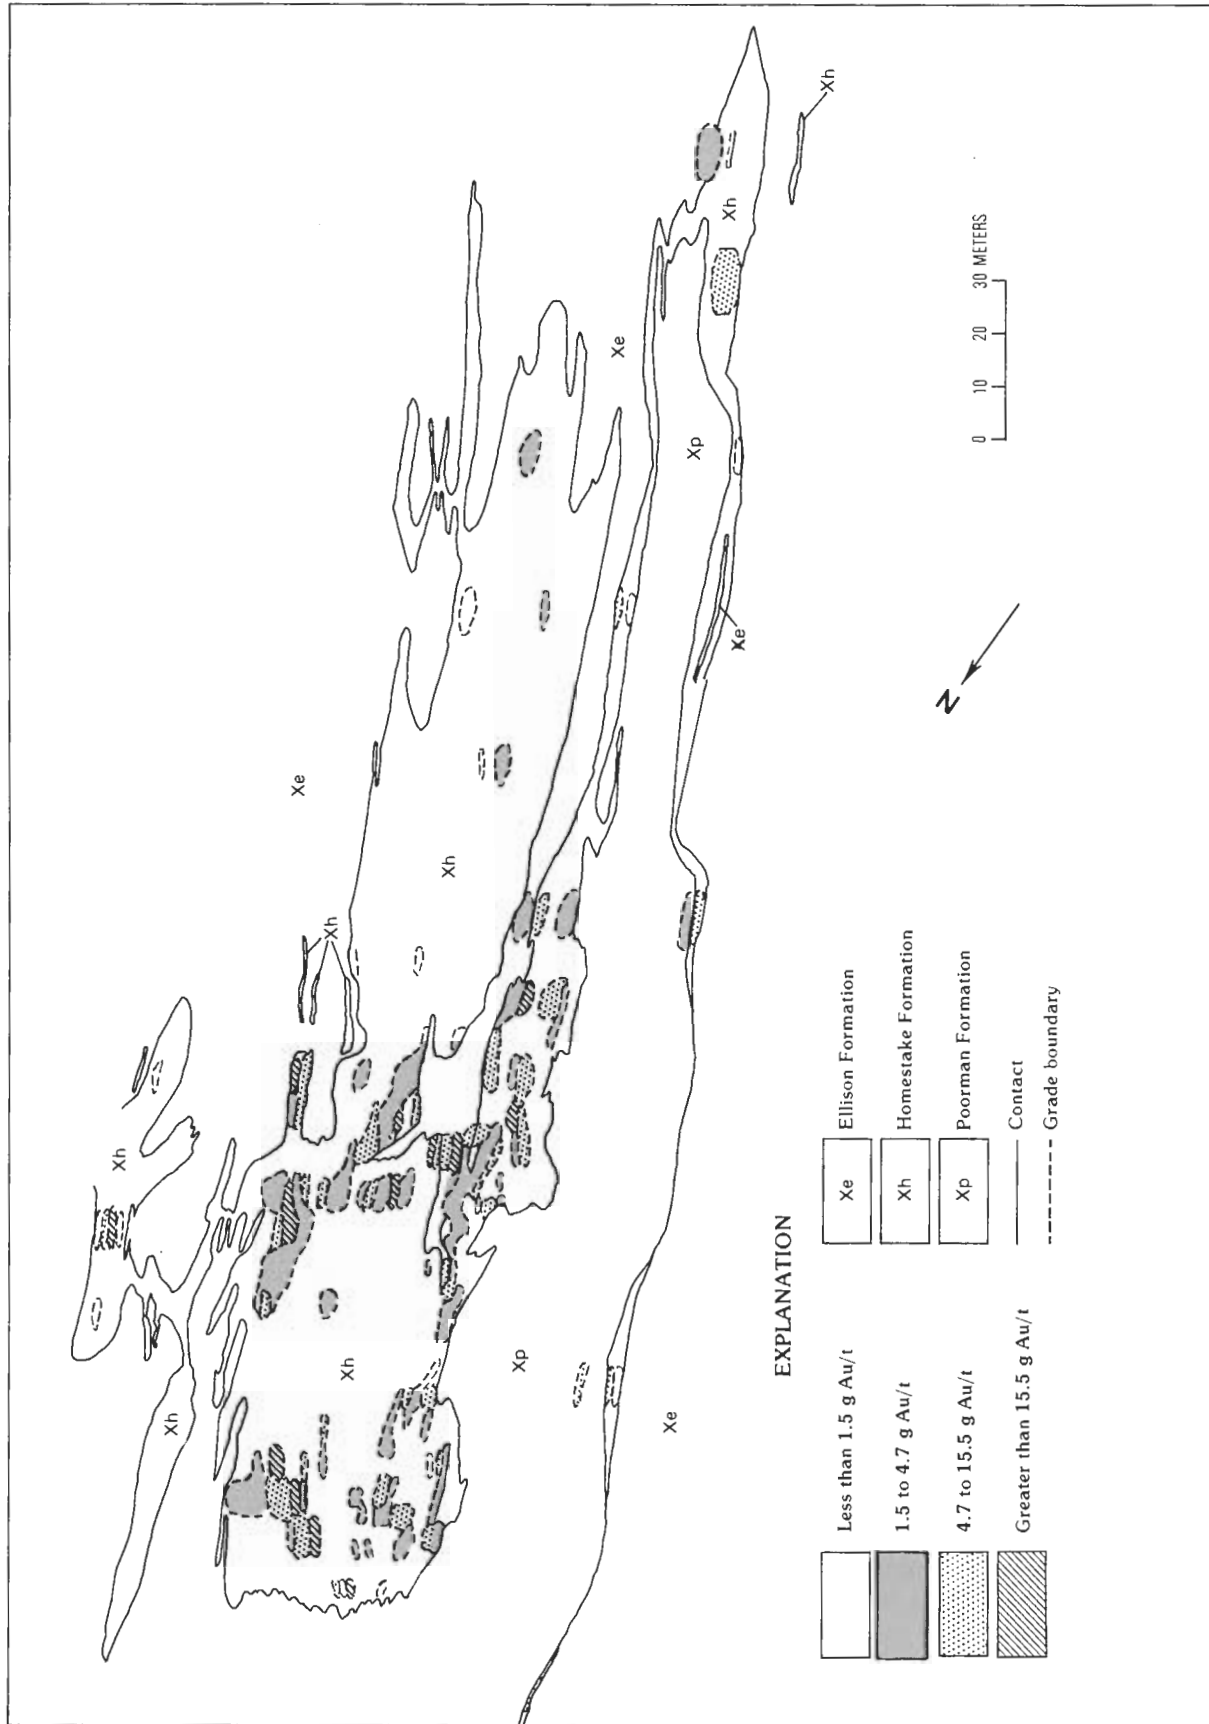 Xh
Xh
Xe
Xh
Xp
Xe
Xe
Xh
Xh
Xh
Xh
Xh
Xp
Xe
N
0 10 20 30 METERS
EXPLANATION
Less than 1.5 g Au/t
1.5 to 4.7 g Au/t
4.7 to 15.5 g Au/t
Greater than 15.5 g Au/t
Xe Ellison Formation
Xh Homestake Formation
Xp Poorman Formation
Contact
Grade boundary